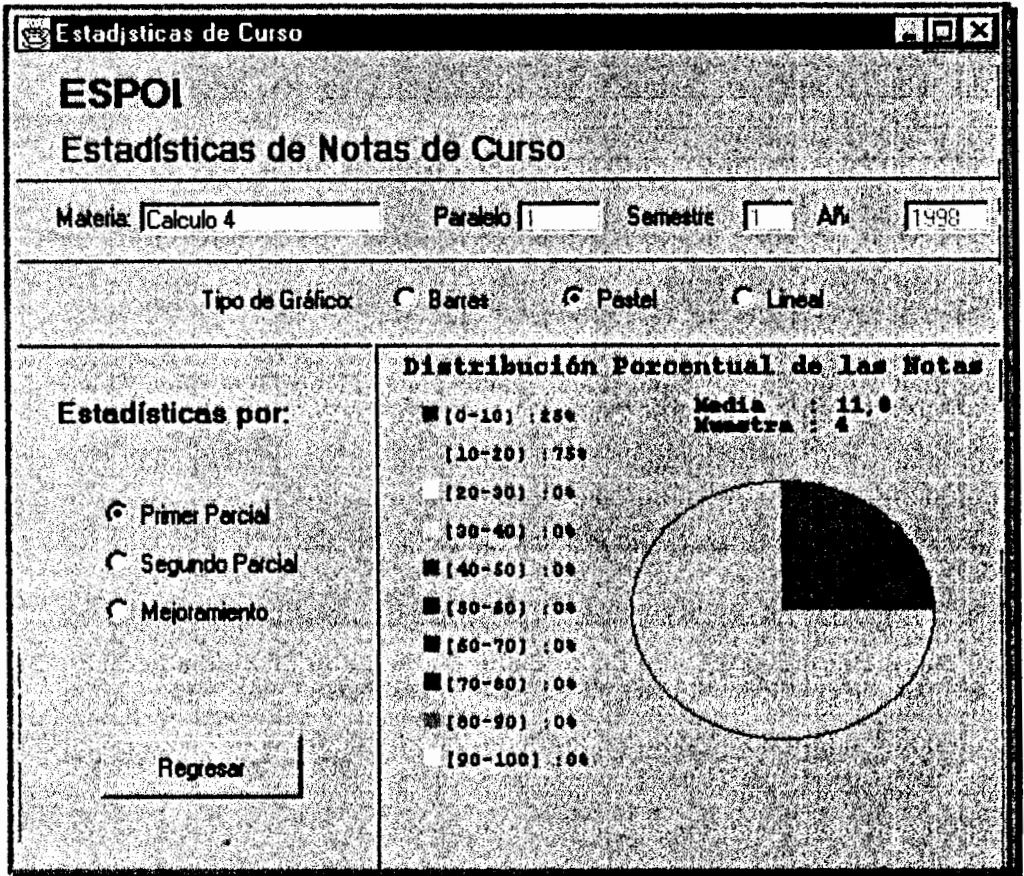 Estadjsticas de Curso
ESPOl
Estadísticas de Notas de Curso
Materia: Calculo 4 Paralelo 1 Semestre 1 Añ 1998
Tipo de Gráfico: Barras Pastel Lineal
Distribución Porcentual de las Notas
Media : 11,0
Muestra : 4
Estadísticas por:
Primer Parcial
Segundo Parcial
Mejoramiento
Regresar
[0-10] :25%
[10-20] :75%
[20-30] :0%
[30-40] :0%
[40-50] :0%
[50-60] :0%
[60-70] :0%
[70-80] :0%
[80-90] :0%
[90-100] :0%